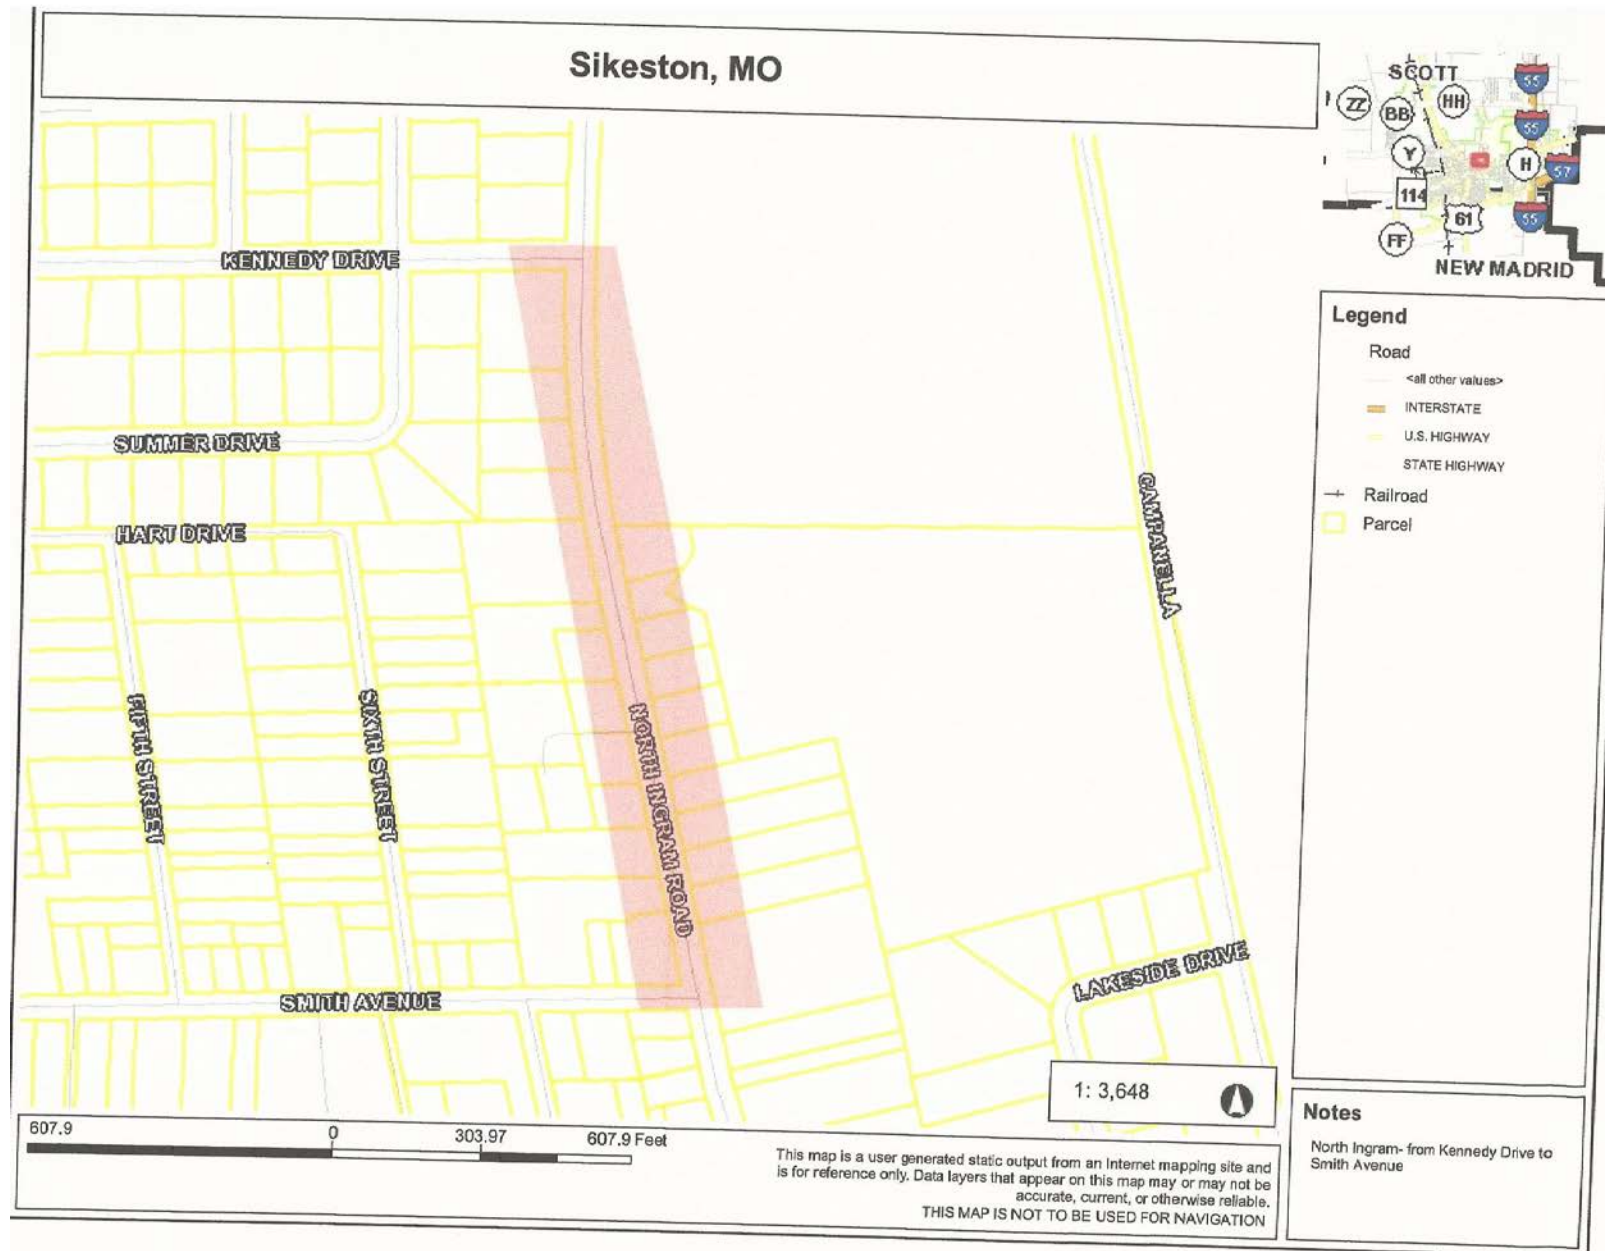 Sikeston, MO
SCOTT
55
ZZ
BB
HH
55
Y
H
57
114
61
55
FF
NEW MADRID
KENNEDY DRIVE
SUMMER DRIVE
HART DRIVE
CAMPANELLA
FIFTH STREET
SIXTH STREET
NORTH INGRAM ROAD
LAKESIDE DRIVE
SMITH AVENUE
Legend
Road
<all other values>
INTERSTATE
U.S. HIGHWAY
STATE HIGHWAY
Railroad
Parcel
1: 3,648
607.9
0
303.97
607.9 Feet
This map is a user generated static output from an Internet mapping site and
is for reference only. Data layers that appear on this map may or may not be
accurate, current, or otherwise reliable.
THIS MAP IS NOT TO BE USED FOR NAVIGATION
Notes
North Ingram- from Kennedy Drive to
Smith Avenue